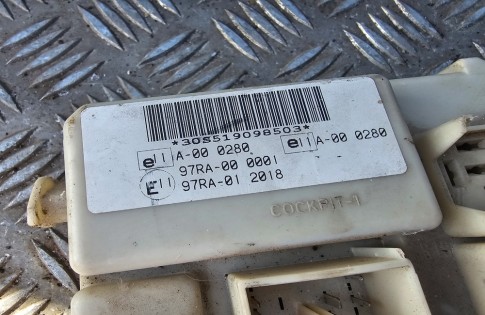 *30S519098503*
e11 A-00 0280 e11 A-00 0280
97RA-00 0001
E11 97RA-01 2018
COCKPIT-1